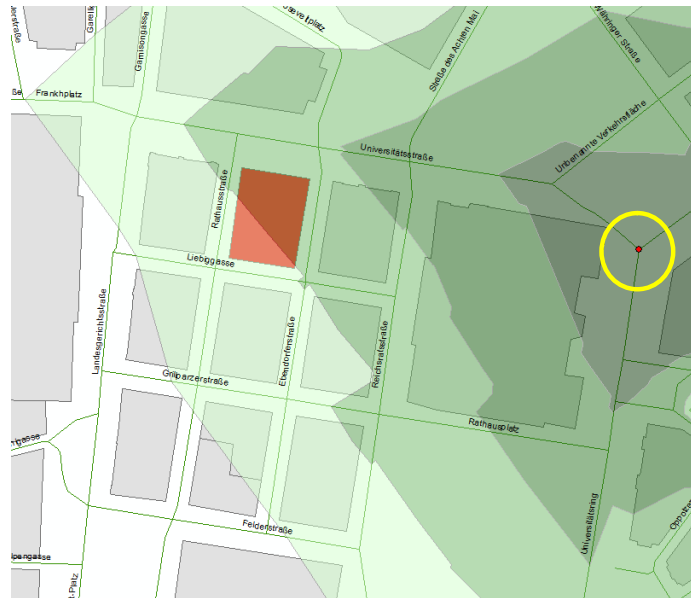 Garnisongasse
Straße des Achten Mai
Währinger Straße
Frankhplatz
Universitätsstraße
Unbenannte Verkehrsfläche
Rathausstraße
Liebiggasse
Landesgerichtsstraße
Ebendorferstraße
Reichsratsstraße
Grillparzerstraße
Rathausplatz
Felderstraße
Universitätsring